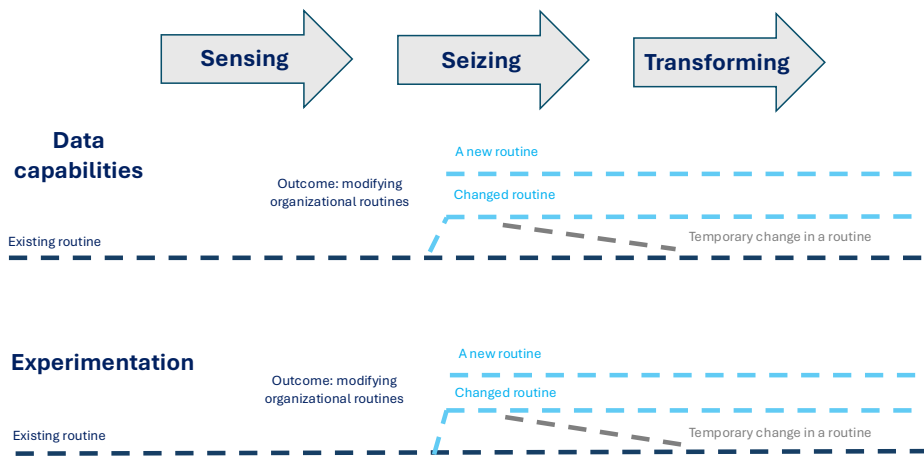 Sensing
Seizing
Transforming
Data
capabilities
A new routine
Outcome: modifying
organizational routines
Changed routine
Existing routine
Temporary change in a routine
Experimentation
A new routine
Outcome: modifying
organizational routines
Changed routine
Existing routine
Temporary change in a routine